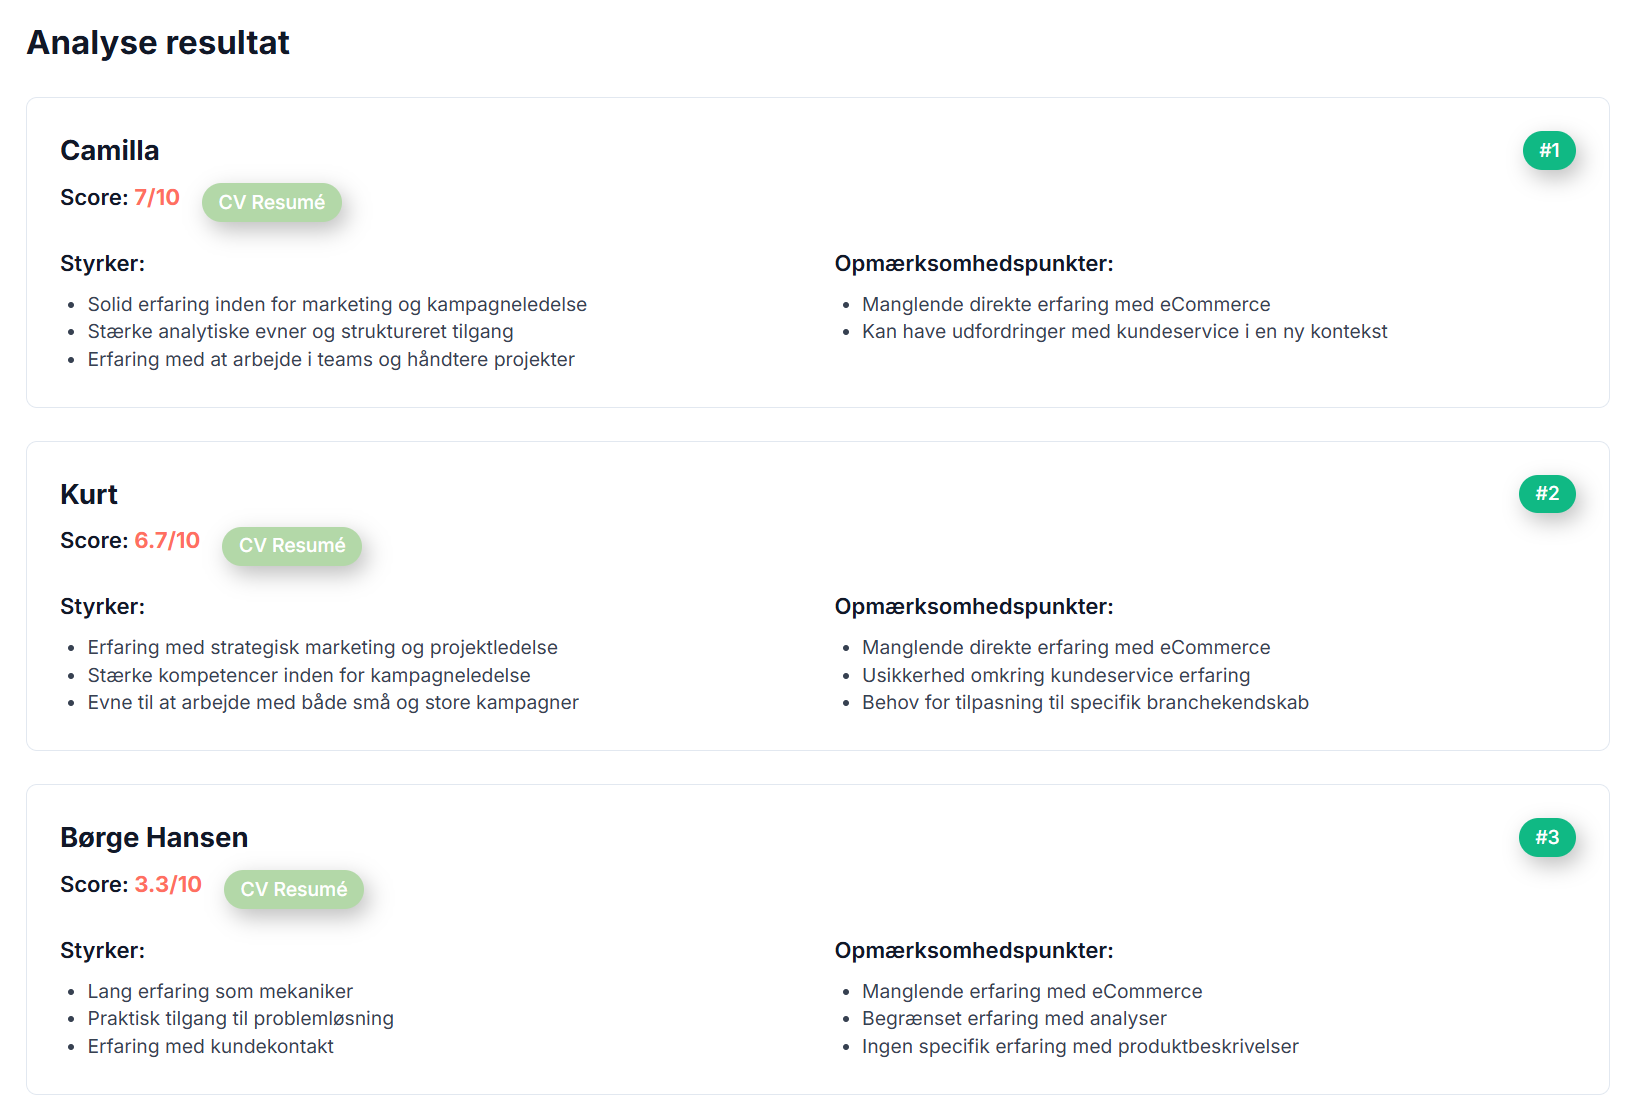 Analyse resultat
Camilla
#1
Score: 7/10
CV Resumé
Styrker:
Solid erfaring inden for marketing og kampagneledelse
Stærke analytiske evner og struktureret tilgang
Erfaring med at arbejde i teams og håndtere projekter
Opmærksomhedspunkter:
Manglende direkte erfaring med eCommerce
Kan have udfordringer med kundeservice i en ny kontekst
Kurt
#2
Score: 6.7/10
CV Resumé
Styrker:
Erfaring med strategisk marketing og projektledelse
Stærke kompetencer inden for kampagneledelse
Evne til at arbejde med både små og store kampagner
Opmærksomhedspunkter:
Manglende direkte erfaring med eCommerce
Usikkerhed omkring kundeservice erfaring
Behov for tilpasning til specifik branchekendskab
Børge Hansen
#3
Score: 3.3/10
CV Resumé
Styrker:
Lang erfaring som mekaniker
Praktisk tilgang til problemløsning
Erfaring med kundekontakt
Opmærksomhedspunkter:
Manglende erfaring med eCommerce
Begrænset erfaring med analyser
Ingen specifik erfaring med produktbeskrivelser